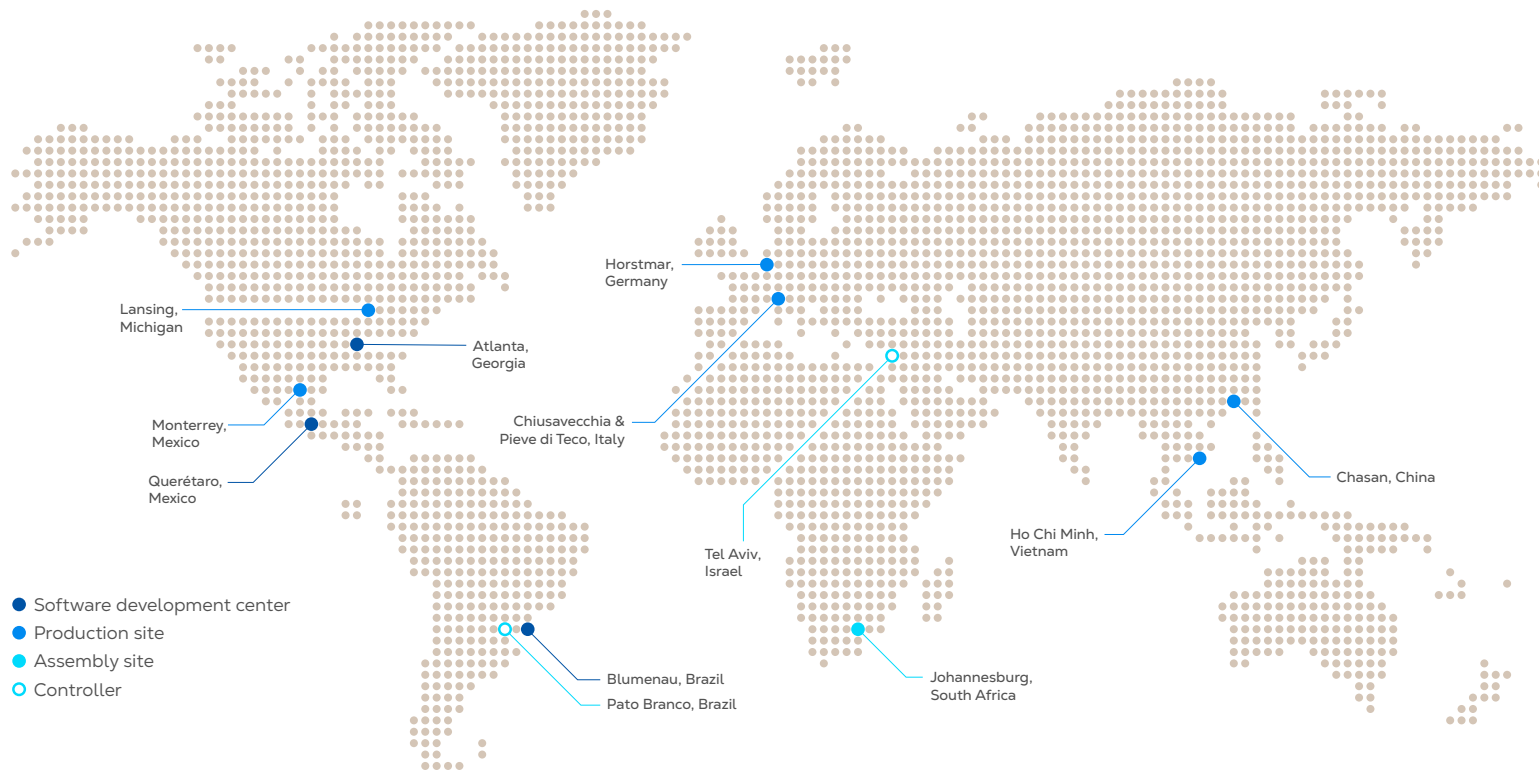 Horstmar,
Germany
Lansing,
Michigan
Atlanta,
Georgia
Monterrey,
Mexico
Chiusavecchia &
Pieve di Teco, Italy
Querétaro,
Mexico
Chasan, China
Ho Chi Minh,
Vietnam
Tel Aviv,
Israel
Software development center
Production site
Assembly site
Controller
Blumenau, Brazil
Pato Branco, Brazil
Johannesburg,
South Africa